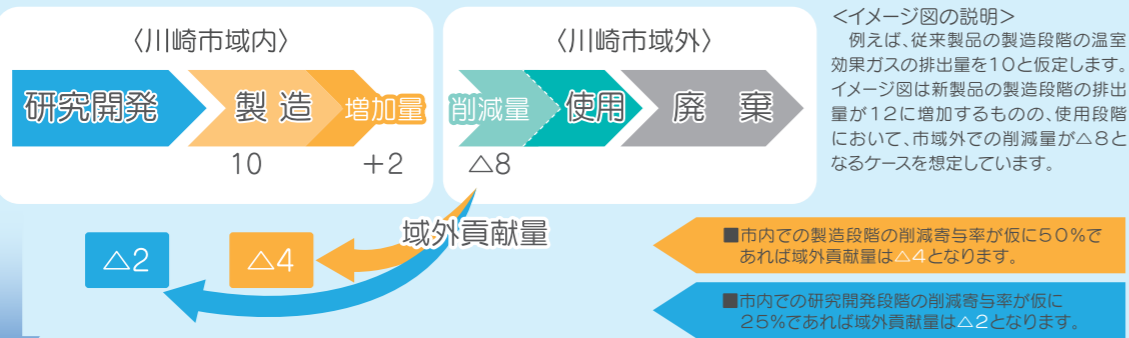 〈川崎市域内〉
〈川崎市域外〉
研究開発
製造
増加量
削減量
使用
廃棄
10
+2
△8
域外貢献量
△2
△4
<イメージ図の説明>
例えば、従来製品の製造段階の温室
効果ガスの排出量を10と仮定します。
イメージ図は新製品の製造段階の排出
量が12に増加するものの、使用段階
において、市域外での削減量が△8と
なるケースを想定しています。
■市内での製造段階の削減寄与率が仮に50%で
あれば域外貢献量は△4となります。
■市内での研究開発段階の削減寄与率が仮に
25%であれば域外貢献量は△2となります。